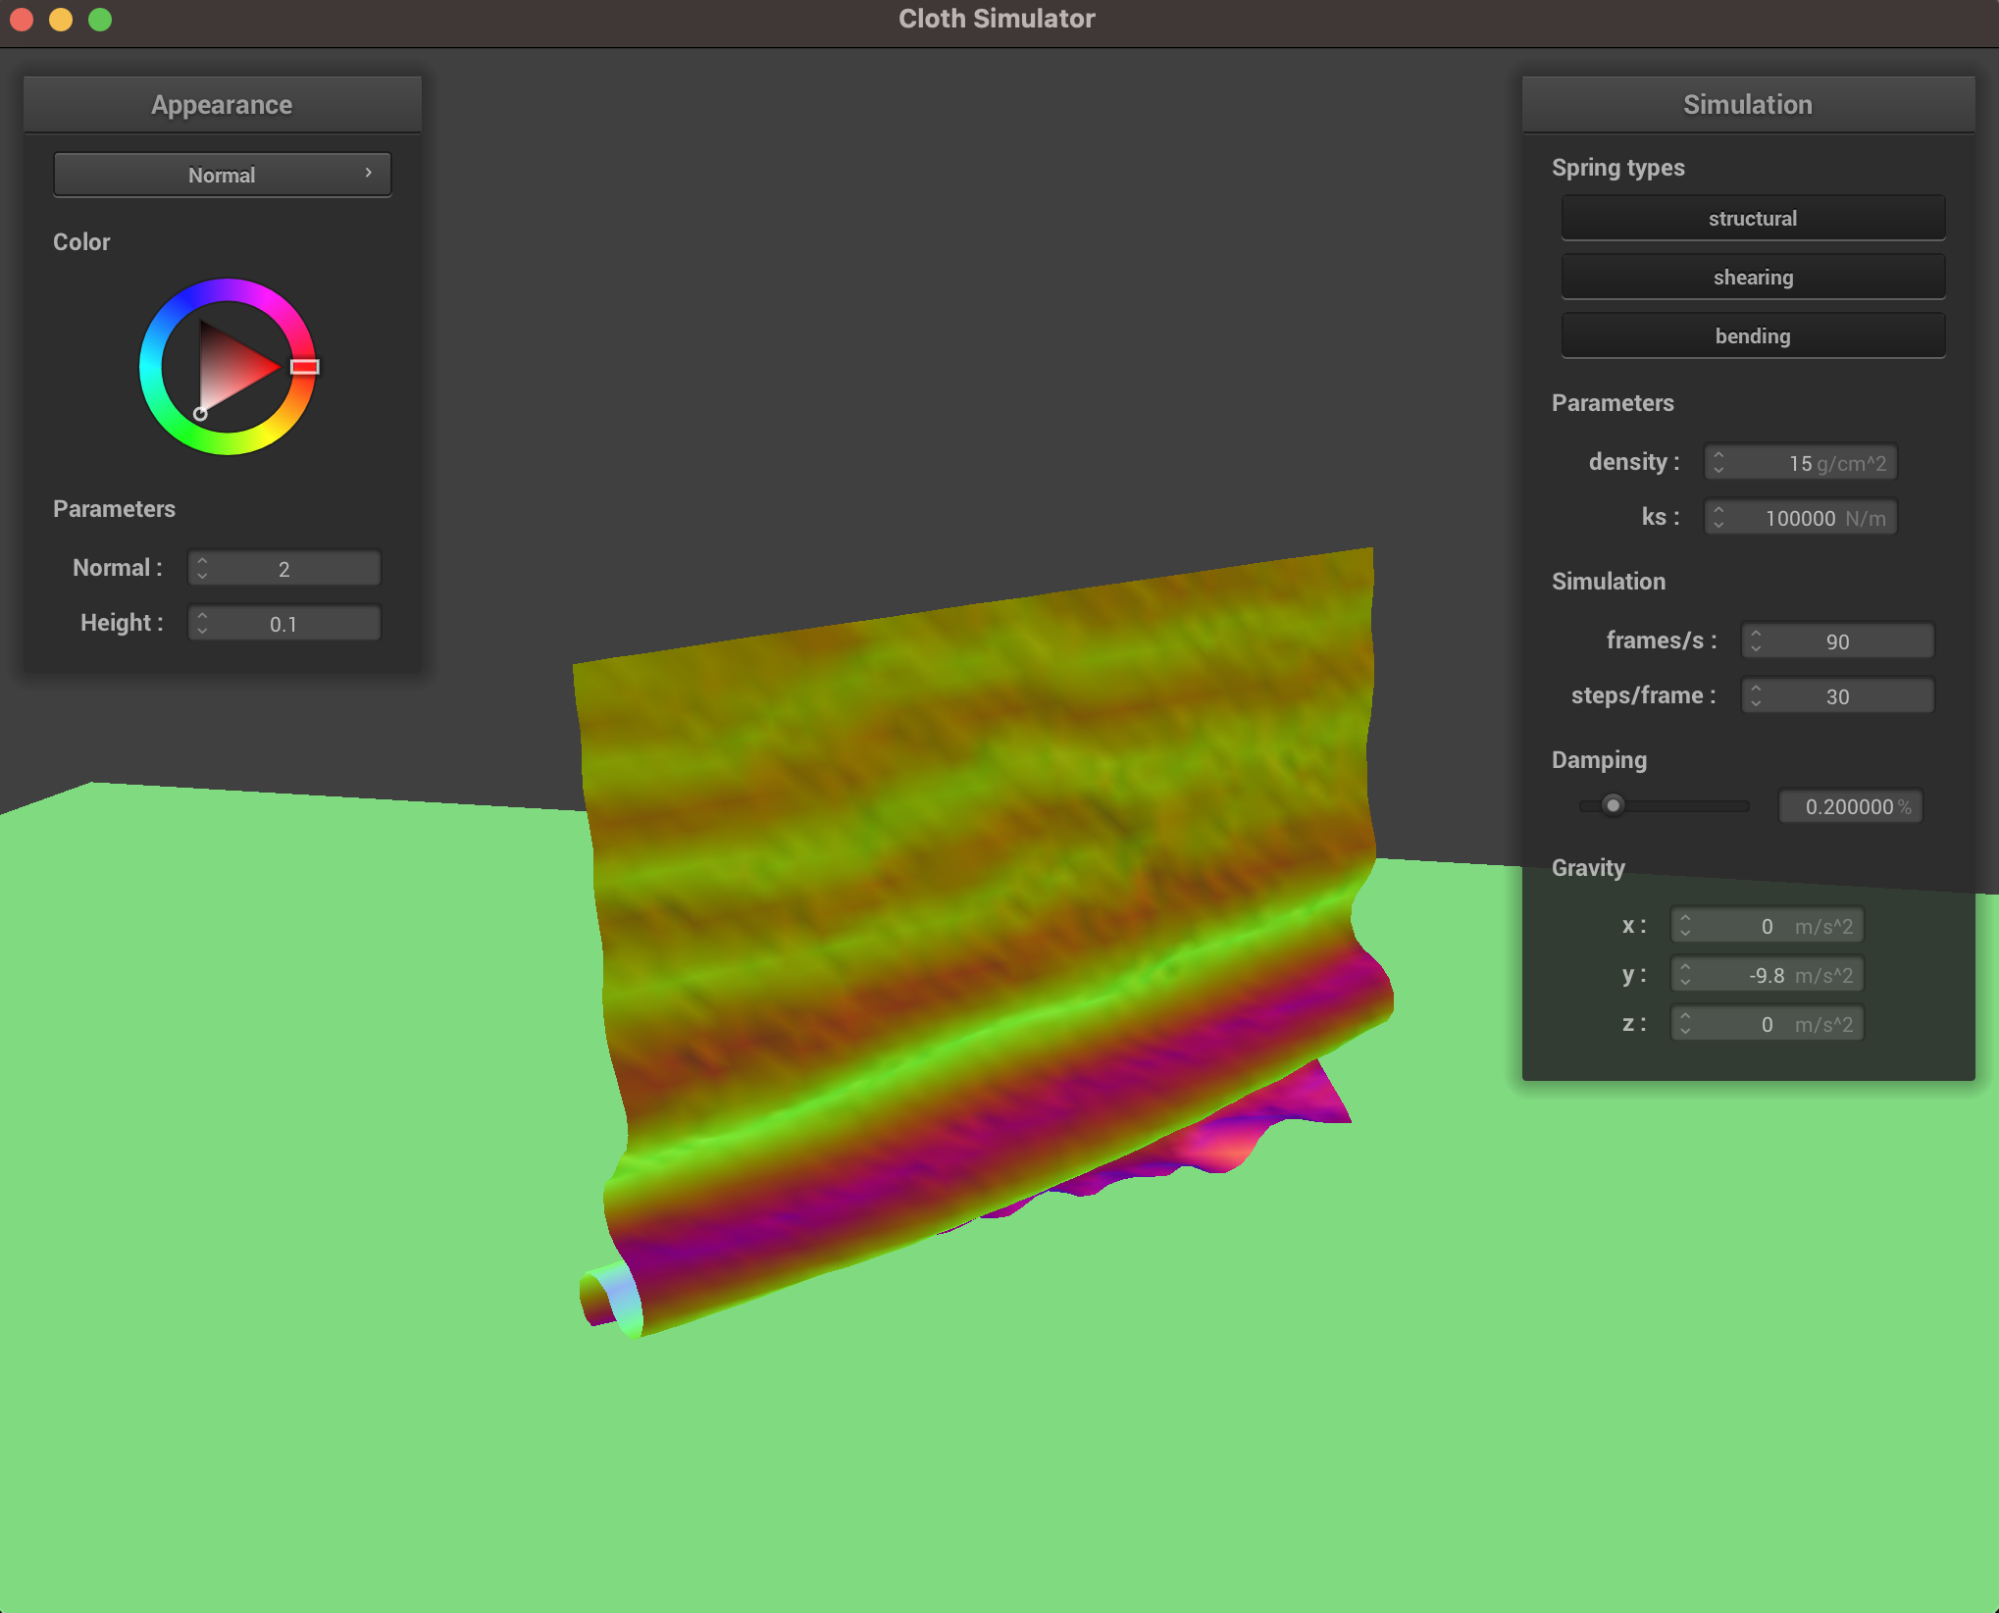 Cloth Simulator
Appearance
Normal
Color
Parameters
Normal : 2
Height : 0.1
Simulation
Spring types
structural
shearing
bending
Parameters
density : 15 g/cm^2
ks : 100000 N/m
Simulation
frames/s : 90
steps/frame : 30
Damping
0.200000 %
Gravity
x : 0 m/s^2
y : -9.8 m/s^2
z : 0 m/s^2